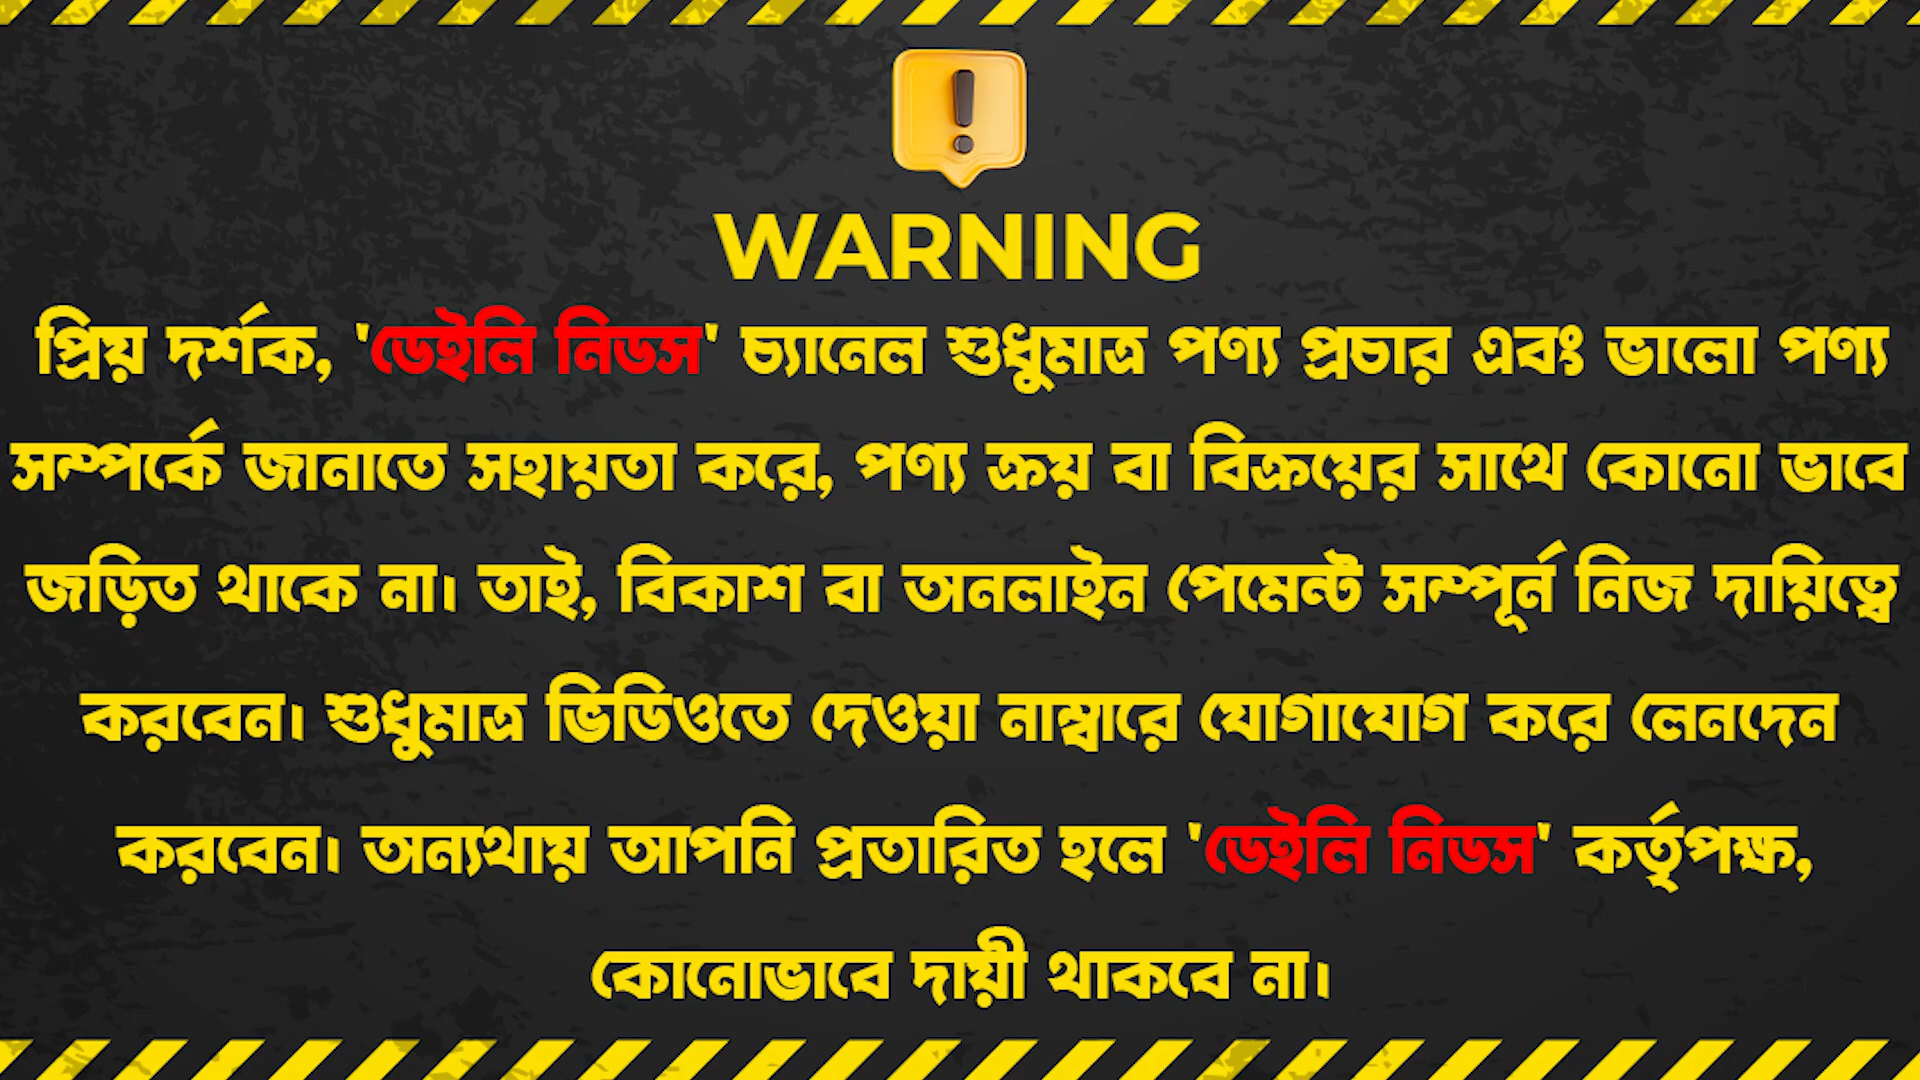 WARNING
প্রিয় দর্শক, 'ডেইলি নিডস' চ্যানেল শুধুমাত্র পণ্য প্রচার এবং ভালো পণ্য
সম্পর্কে জানাতে সহায়তা করে, পণ্য ক্রয় বা বিক্রয়ের সাথে কোনো ভাবে
জড়িত থাকে না। তাই, বিকাশ বা অনলাইন পেমেন্ট সম্পূর্ন নিজ দায়িত্বে
করবেন। শুধুমাত্র ভিডিওতে দেওয়া নাম্বারে যোগাযোগ করে লেনদেন
করবেন। অন্যথায় আপনি প্রতারিত হলে 'ডেইলি নিডস' কর্তৃপক্ষ,
কোনোভাবে দায়ী থাকবে না।